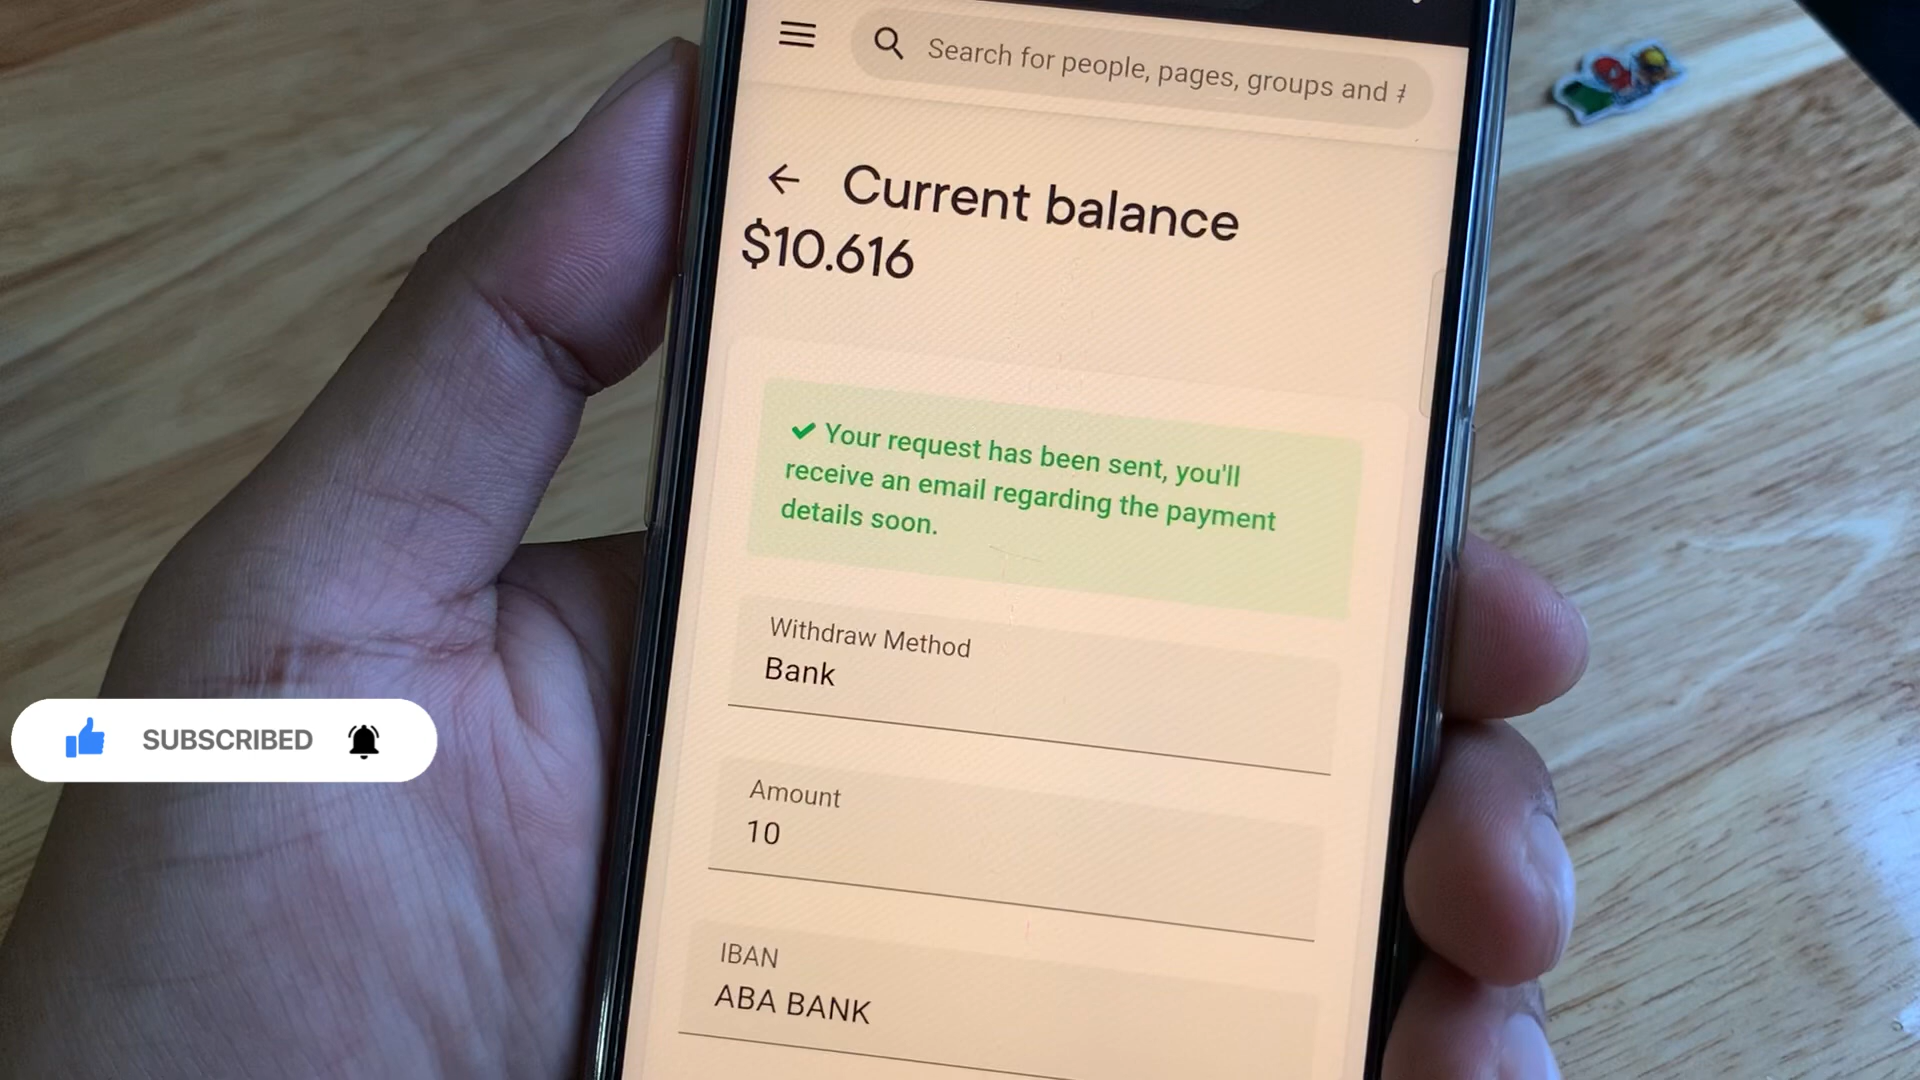 Search for people, pages, groups and #
Current balance
$10.616
Your request has been sent, you'll
receive an email regarding the payment
details soon.
Withdraw Method
Bank
Amount
10
IBAN
ABA BANK
SUBSCRIBED